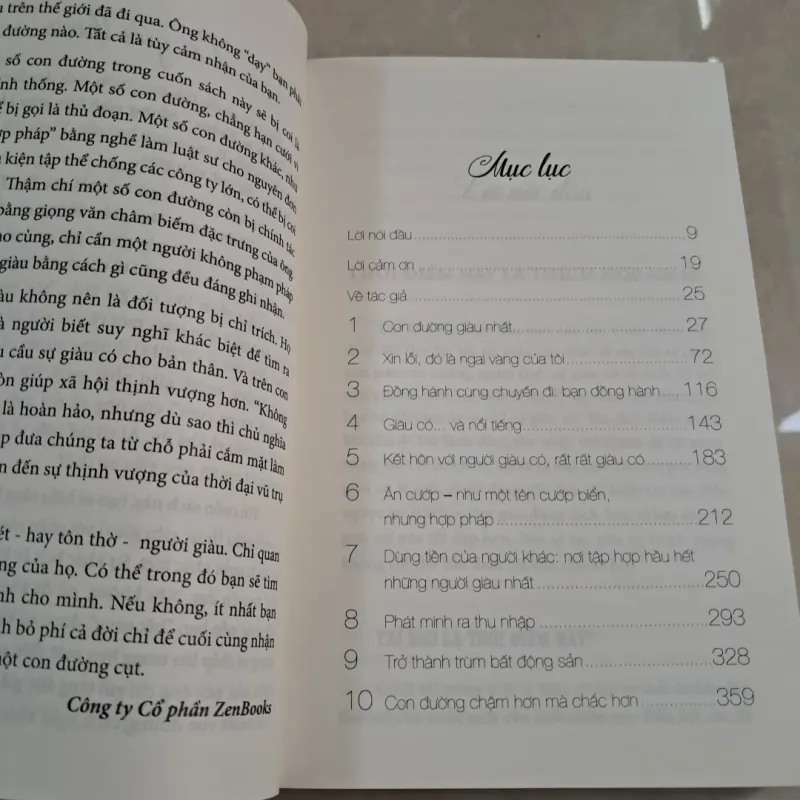 trên thế giới đã đi qua. Ông không "dạy" bạn phải
đường nào. Tất cả là tùy cảm nhận của bạn.
số con đường trong cuốn sách này sẽ bị coi là
ính thống. Một số con đường, chẳng hạn cưới vì
bị gọi là thủ đoạn. Một số con đường khác, như
ợp pháp" bằng nghề làm luật sư cho nguyên đơn
kiện tập thể chống các công ty lớn, có thể bị coi
Thậm chí một số con đường còn bị chính tác
bằng giọng văn châm biếm đặc trưng của ông
cùng, chỉ cần một người không phạm pháp
giàu bằng cách gì cũng đều đáng ghi nhận.
àu không nên là đối tượng bị chỉ trích. Họ
à người biết suy nghĩ khác biệt để tìm ra
cầu sự giàu có cho bản thân. Và trên con
òn giúp xã hội thịnh vượng hơn. "Không
là hoàn hảo, nhưng dù sao thì chủ nghĩa
p đưa chúng ta từ chỗ phải cắm mặt làm
n đến sự thịnh vượng của thời đại vũ trụ
ét - hay tôn thờ - người giàu. Chỉ quan
ng của họ. Có thể trong đó bạn sẽ tìm
nh cho mình. Nếu không, ít nhất bạn
h bỏ phí cả đời chỉ để cuối cùng nhận
một con đường cụt.
Công ty Cổ phần ZenBooks
Mục lục
Lời nói đầu 9
Lời cảm ơn 19
Về tác giả 25
1 Con đường giàu nhất 27
2 Xin lỗi, đó là ngai vàng của tôi 72
3 Đồng hành cùng chuyến đi: bạn đồng hành 116
4 Giàu có... và nổi tiếng 143
5 Kết hôn với người giàu có, rất rất giàu có 183
6 Ăn cướp – như một tên cướp biển,
nhưng hợp pháp 212
7 Dùng tiền của người khác: nơi tập hợp hầu hết
những người giàu nhất 250
8 Phát minh ra thu nhập 293
9 Trở thành trùm bất động sản 328
10 Con đường chậm hơn mà chắc hơn 359